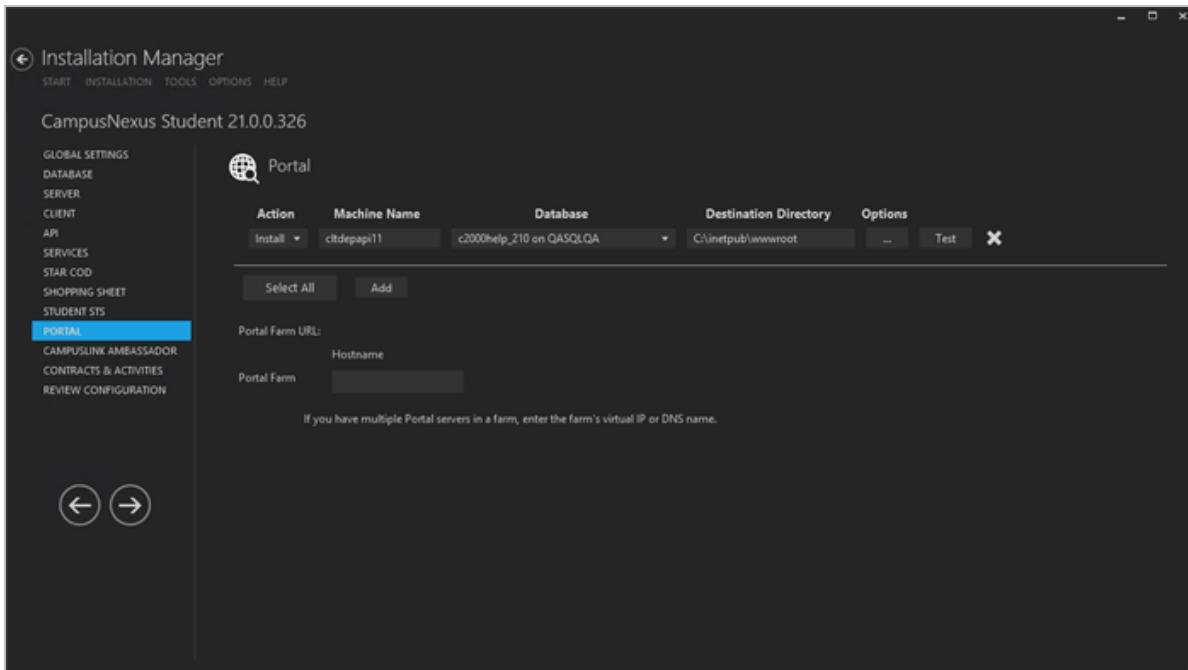 Installation Manager
START INSTALLATION TOOLS OPTIONS HELP
CampusNexus Student 21.0.0.326
GLOBAL SETTINGS
DATABASE
SERVER
CLIENT
API
SERVICES
STAR COD
SHOPPING SHEET
STUDENT STS
PORTAL
CAMPUSLINK AMBASSADOR
CONTRACTS & ACTIVITIES
REVIEW CONFIGURATION
Portal
Action Machine Name Database Destination Directory Options
Install cltdepapi11 c2000help_210 on QASQLQA C:\inetpub\wwwroot ... Test
Select All Add
Portal Farm URL:
Hostname
Portal Farm
If you have multiple Portal servers in a farm, enter the farm's virtual IP or DNS name.